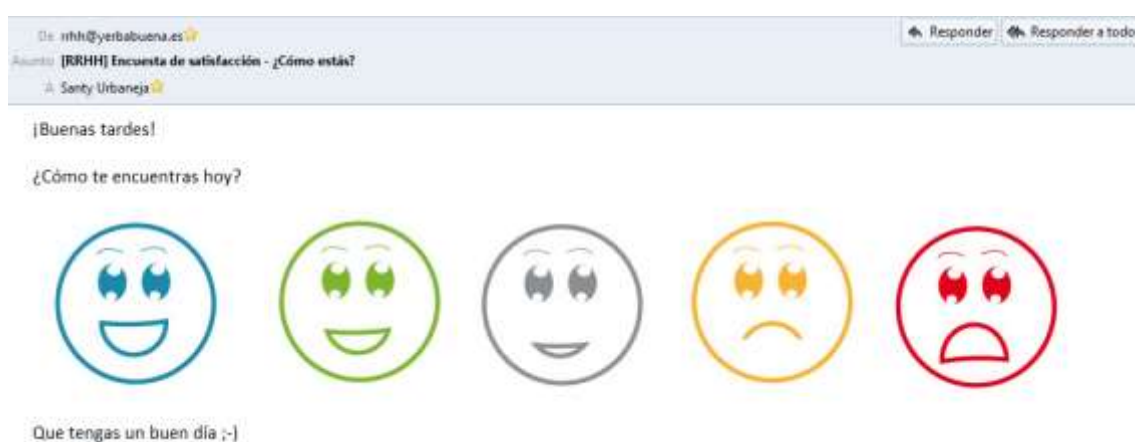 De rrhh@yerbabuena.es
Responder
Responder a todo
Asunto [RRHH] Encuesta de satisfacción - ¿Cómo estás?
A Santy Urbaneja
¡Buenas tardes!
¿Cómo te encuentras hoy?
Que tengas un buen día ;-)